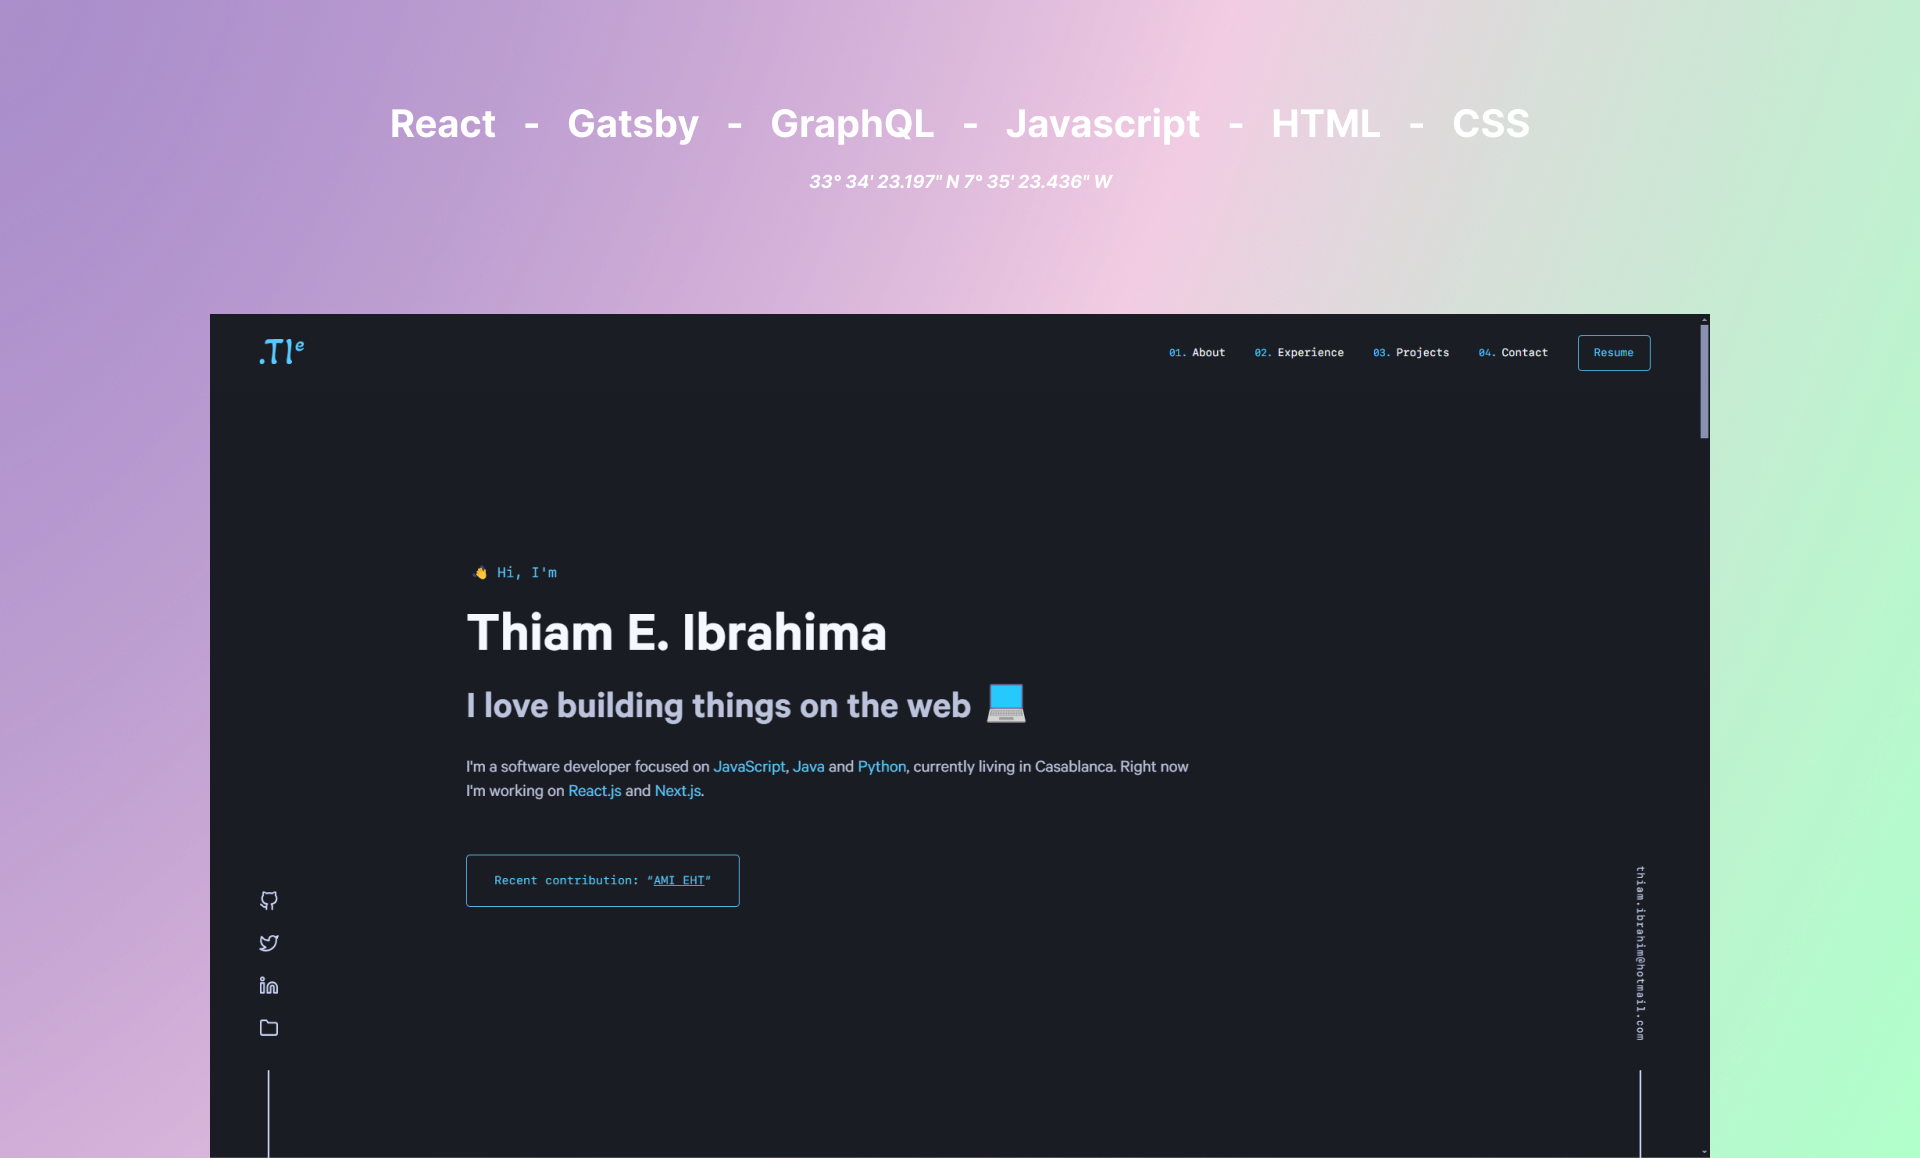 React - Gatsby - GraphQL - Javascript - HTML - CSS
33° 34' 23.197" N 7° 35' 23.436" W
.TIe
01. About 02. Experience 03. Projects 04. Contact Resume
Hi, I'm
Thiam E. Ibrahima
I love building things on the web
I'm a software developer focused on JavaScript, Java and Python, currently living in Casablanca. Right now
I'm working on React.js and Next.js.
Recent contribution: “AMI EHT”
thiam.ibrahim@hotmail.com